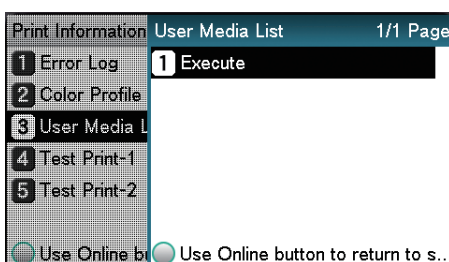 Print Information
1 Error Log
2 Color Profile
3 User Media L
4 Test Print-1
5 Test Print-2
Use Online b
User Media List 1/1 Page
1 Execute
Use Online button to return to s..